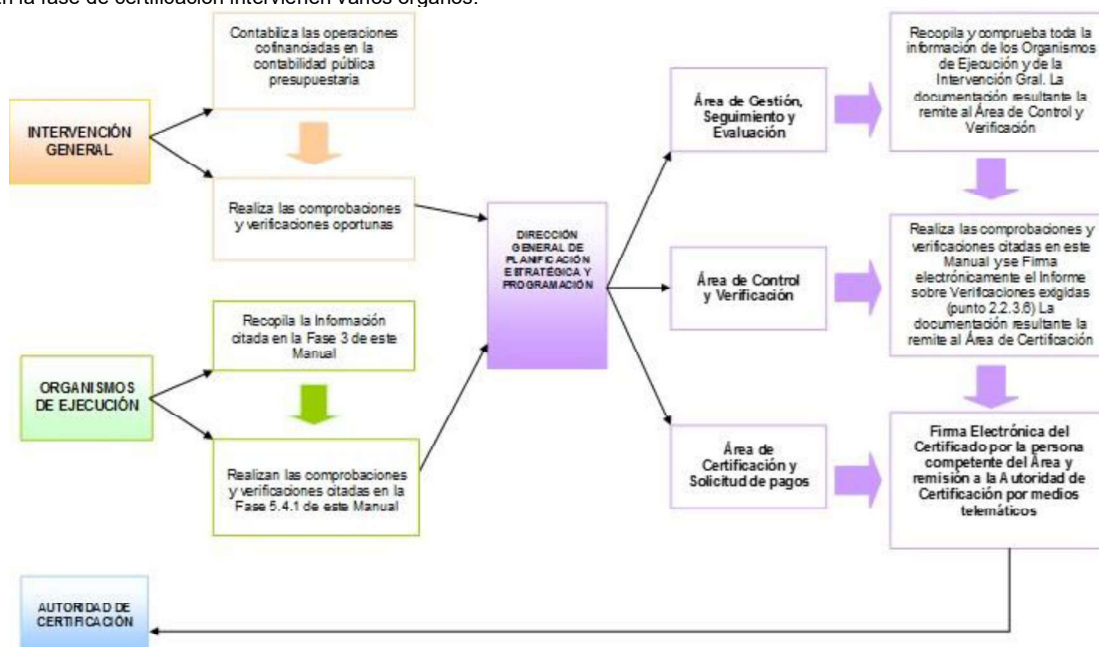 En la fase de certificación intervienen varios órganos:
INTERVENCIÓN
GENERAL
Contabiliza las operaciones
cofinanciadas en la
contabilidad pública
presupuestaria
Realiza las comprobaciones
y verificaciones oportunas
ORGANISMOS
DE EJECUCIÓN
Recopila la Información
citada en la Fase 3 de este
Manual
Realizan las comprobaciones
y verificaciones citadas en la
Fase 5.4.1 de este Manual
DIRECCIÓN
GENERAL DE
PLANIFICACIÓN
ESTRATÉGICA Y
PROGRAMACIÓN
Área de Gestión,
Seguimiento y
Evaluación
Recopila y comprueba toda la
información de los Organismos
de Ejecución y de la
Intervención Gral. La
documentación resultante la
remite al Área de Control y
Verificación
Área de Control
y Verificación
Realiza las comprobaciones y
verificaciones citadas en este
Manual y se Firma
electrónicamente el Informe
sobre Verificaciones exigidas
(punto 2.2.3.6) La
documentación resultante la
remite al Área de Certificación
Área de
Certificación y
Solicitud de pagos
Firma Electrónica del
Certificado por la persona
competente del Área y
remisión a la Autoridad de
Certificación por medios
telemáticos
AUTORIDAD DE
CERTIFICACIÓN